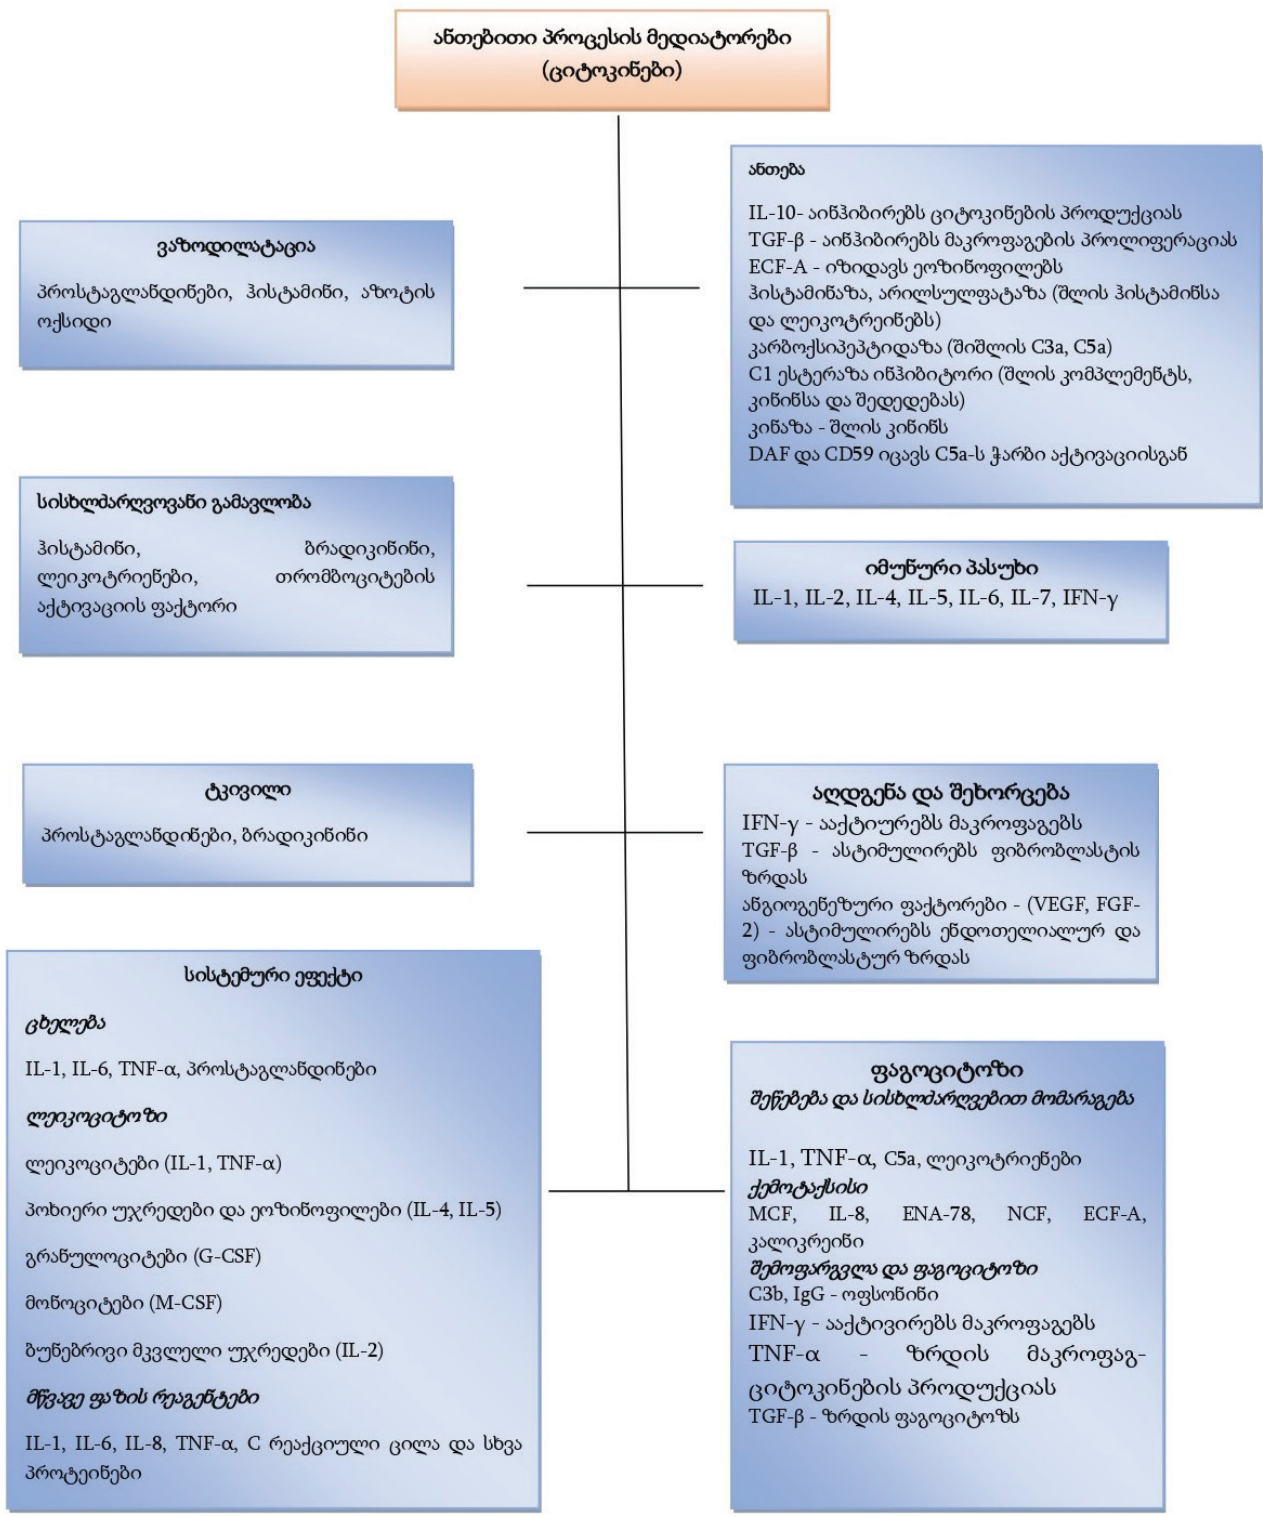 ანთებითი პროცესის მედიატორები
(ციტოკინები)
ვაზოდილატაცია
პროსტაგლანდინები, ჰისტამინი, აზოტის
ოქსიდი
სისხლძარღვოვანი გამავლობა
ჰისტამინი, ბრადიკინინი,
ლეიკოტრიენები, თრომბოციტების
აქტივაციის ფაქტორი
ტკივილი
პროსტაგლანდინები, ბრადიკინინი
სისტემური ეფექტი
ცხელება
IL-1, IL-6, TNF-α, პროსტაგლანდინები
ლეიკოციტოზი
ლეიკოციტები (IL-1, TNF-α)
პოხიერი უჯრედები და ეოზინოფილები (IL-4, IL-5)
გრანულოციტები (G-CSF)
მონოციტები (M-CSF)
ბუნებრივი მკვლელი უჯრედები (IL-2)
მწვავე ფაზის რეაგენტები
IL-1, IL-6, IL-8, TNF-α, C რეაქციული ცილა და სხვა
პროტეინები
ანთება
IL-10- აინჰიბირებს ციტოკინების პროდუქციას
TGF-β - აინჰიბირებს მაკროფაგების პროლიფერაციას
ECF-A - იზიდავს ეოზინოფილებს
ჰისტამინაზა, არილსულფატაზა (შლის ჰისტამინსა
და ლეიკოტრეინებს)
კარბოქსიპეპტიდაზა (შიშლის C3a, C5a)
C1 ესტერაზა ინჰიბიტორი (შლის კომპლემენტს,
კინინსა და შედედებას)
კინაზა - შლის კინინს
DAF და CD59 იცავს C5a-ს ჭარბი აქტივაციისგან
იმუნური პასუხი
IL-1, IL-2, IL-4, IL-5, IL-6, IL-7, IFN-γ
აღდგენა და შეხორცება
IFN-γ - ააქტიურებს მაკროფაგებს
TGF-β - ასტიმულირებს ფიბრობლასტის
ზრდას
ანგიოგენეზური ფაქტორები - (VEGF, FGF-
2) - ასტიმულირებს ენდოთელიალურ და
ფიბრობლასტურ ზრდას
ფაგოციტოზი
შეწებება და სისხლძარღვებით მომარაგება
IL-1, TNF-α, C5a, ლეიკოტრიენები
ქემოტაქსისი
MCF, IL-8, ENA-78, NCF, ECF-A,
კალიკრეინი
შემოფარგვლა და ფაგოციტოზი
C3b, IgG - ოფსონინი
IFN-γ - ააქტივირებს მაკროფაგებს
TNF-α - ზრდის მაკროფაგ-
ციტოკინების პროდუქციას
TGF-β - ზრდის ფაგოციტოზს